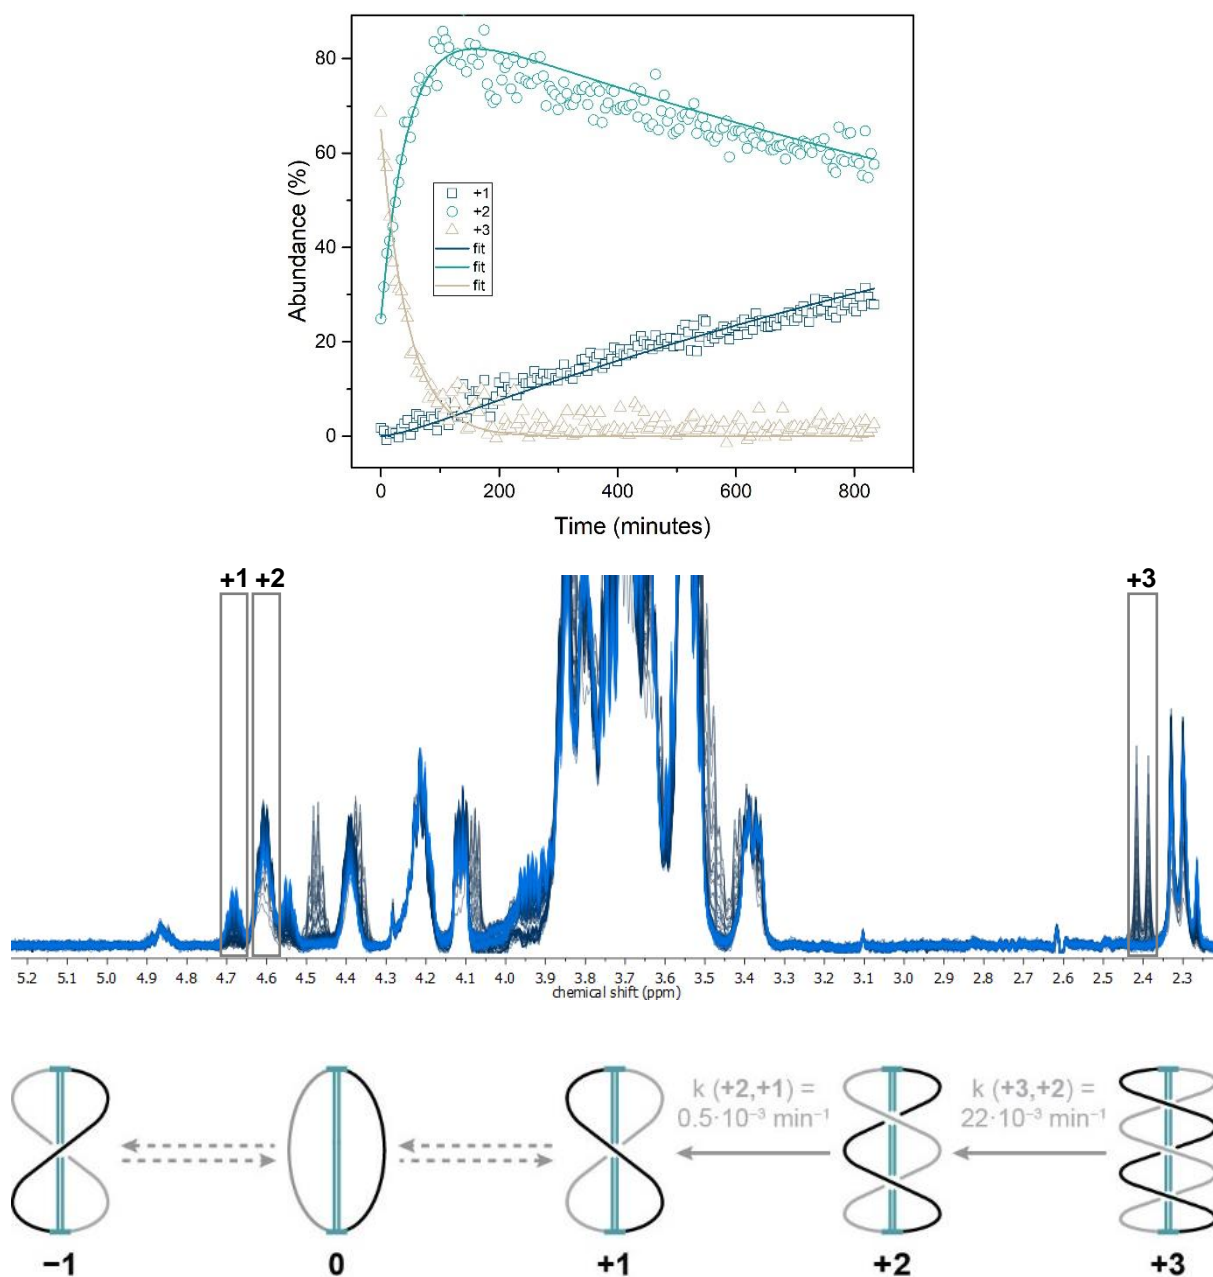 80
60
40
20
0
Abundance (%)
+1
+2
+3
fit
fit
fit
0 200 400 600 800
Time (minutes)
+1 +2 +3
5.2 5.1 4.9 4.8 4.7 4.6 4.5 4.4 4.3 4.2 4.1 4.0 3.9 3.8 3.7 3.6 3.5 3.4 3.3 3.2 3.1 3.0 2.9 2.8 2.7 2.6 2.5 2.4 2.3
chemical shift (ppm)
k (+2,+1) =
0.5·10⁻³ min⁻¹
k (+3,+2) =
22·10⁻³ min⁻¹
−1 0 +1 +2 +3